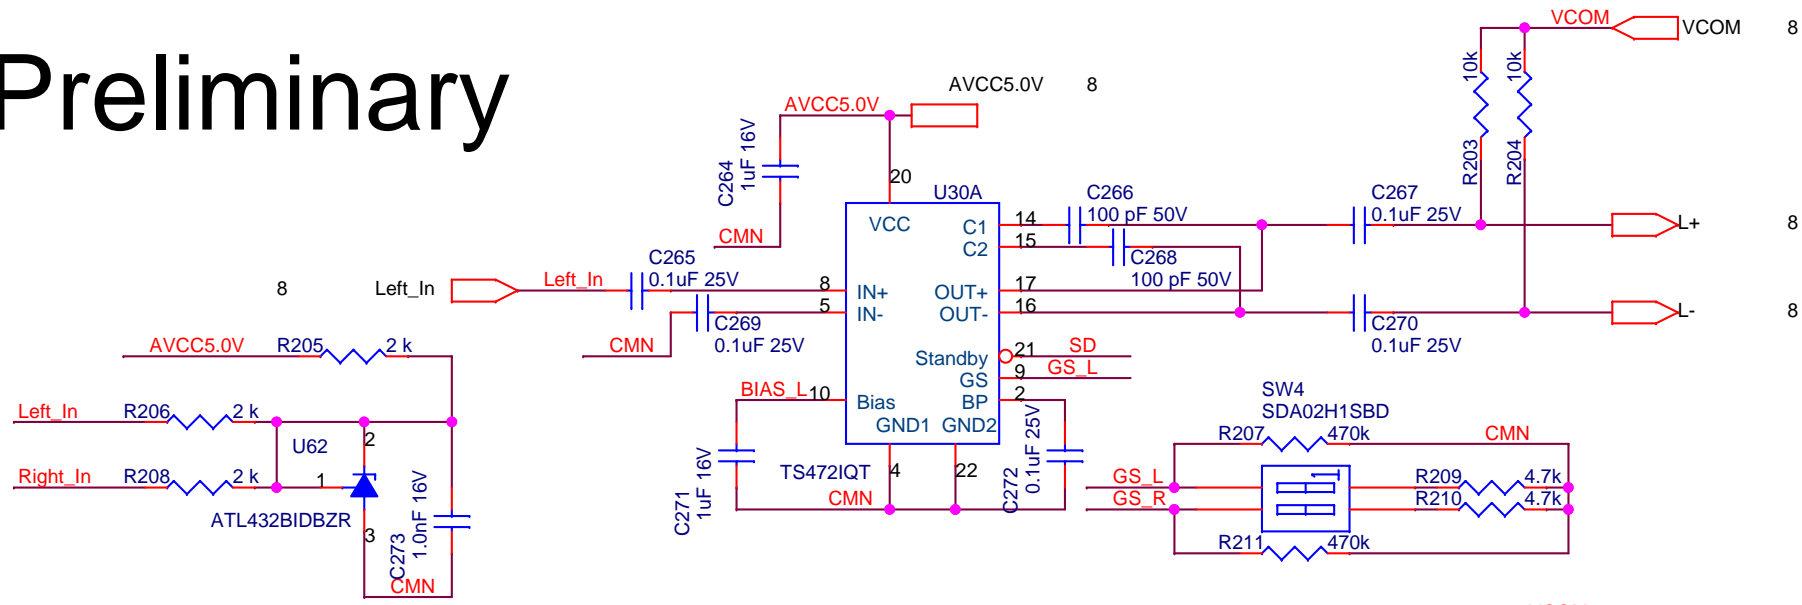 Preliminary
VCOM
VCOM 8
10k
10k
R203
R204
AVCC5.0V 8
AVCC5.0V
C264
1uF 16V
CMN
20
U30A
VCC
C1
C2
14
15
C266
100 pF 50V
C268
100 pF 50V
C267
0.1uF 25V
L+ 8
8 Left_In
Left_In
C265
0.1uF 25V
8
5
IN+
IN-
OUT+
OUT-
17
16
C269
0.1uF 25V
CMN
C270
0.1uF 25V
L- 8
AVCC5.0V R205 2 k
Standby
21 SD
GS
9 GS_L
BP
2
BIAS_L 10
Bias
GND1 GND2
Left_In R206 2 k
2
U62
Right_In R208 2 k
1
ATL432BIDBZR
3
C273
1.0nF 16V
CMN
C271
1uF 16V
TS472IQT
4
22
CMN
C272
0.1uF 25V
SW4
SDA02H1SBD
R207 470k CMN
GS_L R209 4.7k
GS_R R210 4.7k
1
R211 470k